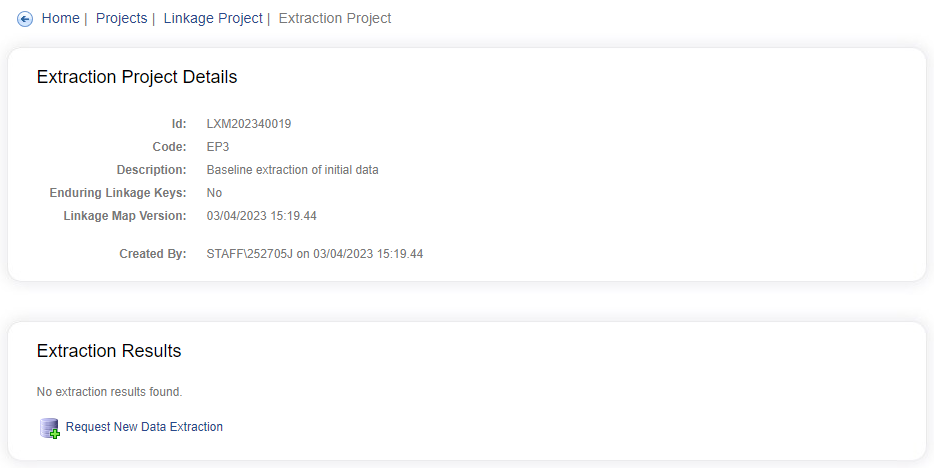 Home | Projects | Linkage Project | Extraction Project
Extraction Project Details
Id: LXM202340019
Code: EP3
Description: Baseline extraction of initial data
Enduring Linkage Keys: No
Linkage Map Version: 03/04/2023 15:19.44
Created By: STAFF\252705J on 03/04/2023 15:19.44
Extraction Results
No extraction results found.
Request New Data Extraction